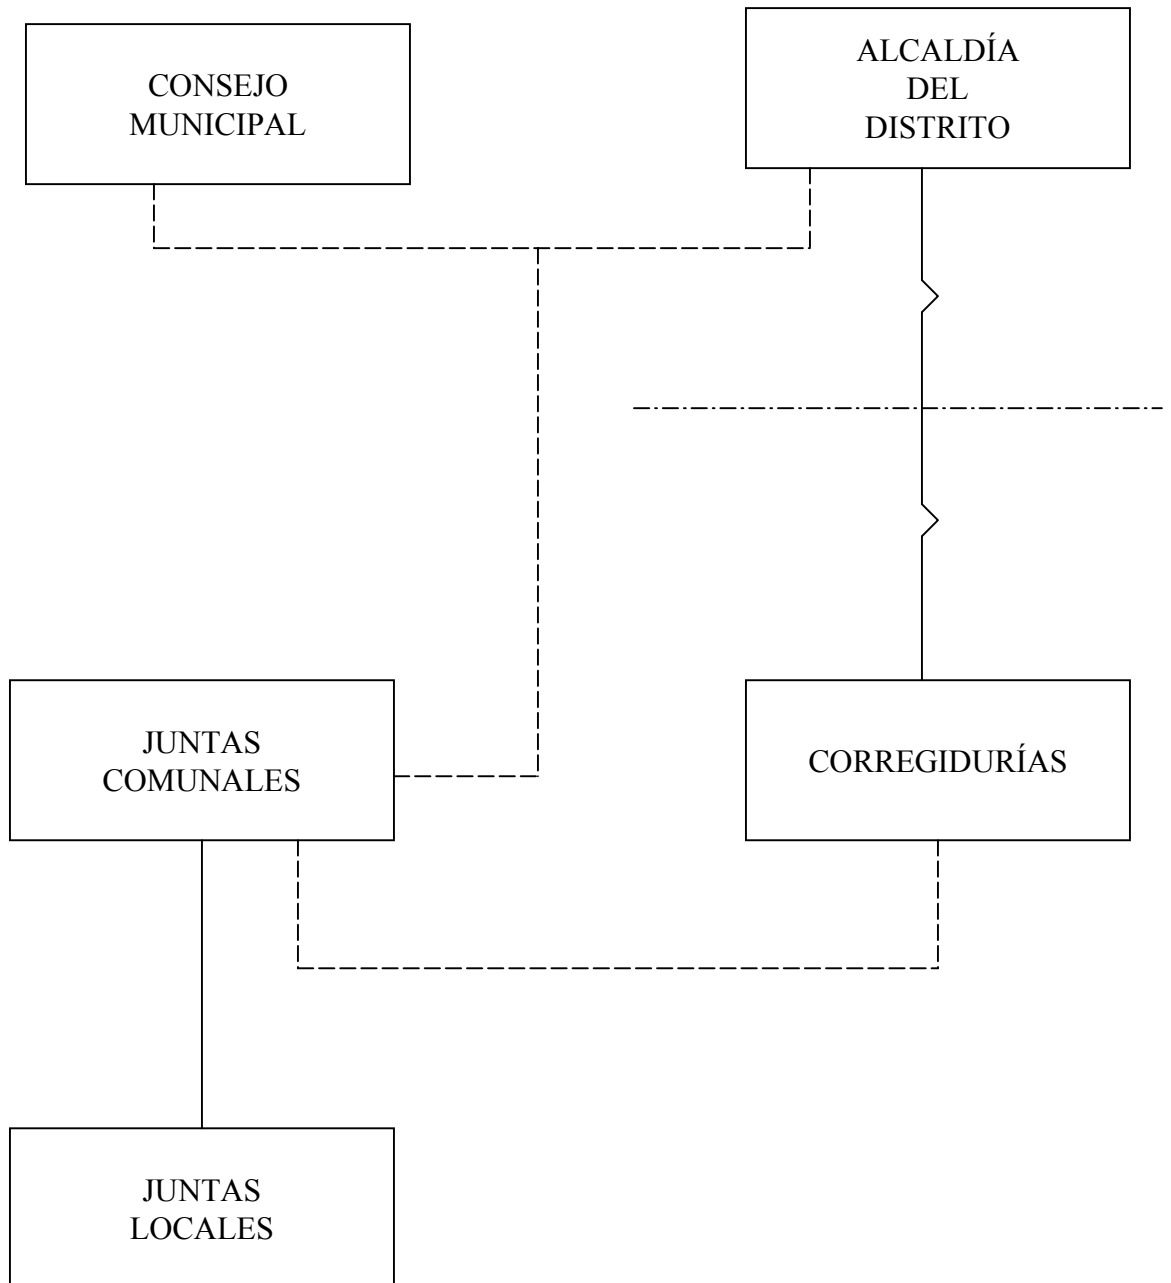 CONSEJO
MUNICIPAL
ALCALDÍA
DEL
DISTRITO
JUNTAS
COMUNALES
CORREGIDURÍAS
JUNTAS
LOCALES